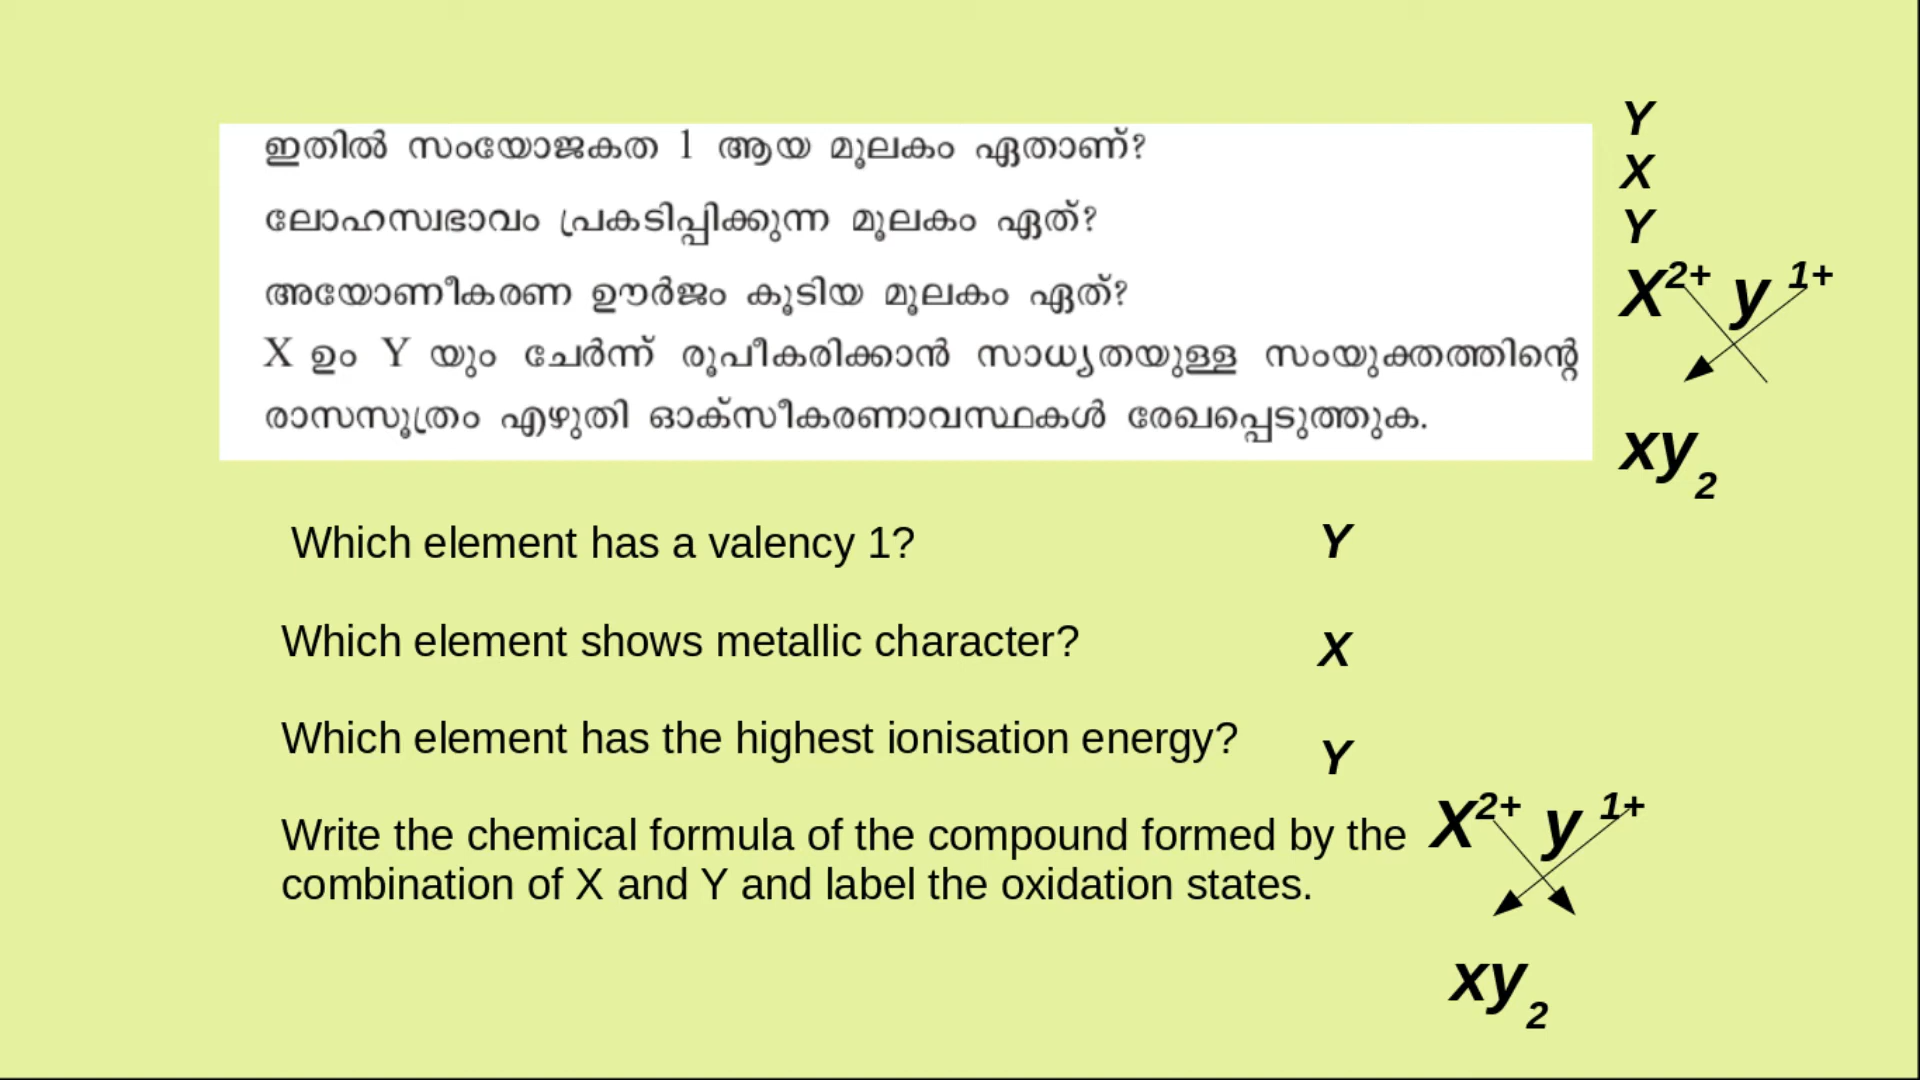 ഇതിൽ സംയോജകത 1 ആയ മൂലകം ഏതാണ്?
ലോഹസ്വഭാവം പ്രകടിപ്പിക്കുന്ന മൂലകം ഏത്?
അയോണീകരണ ഊർജം കൂടിയ മൂലകം ഏത്?
X ഉം Y യും ചേർന്ന് രൂപീകരിക്കാൻ സാധ്യതയുള്ള സംയുക്തത്തിന്റെ
രാസസൂത്രം എഴുതി ഓക്സീകരണാവസ്ഥകൾ രേഖപ്പെടുത്തുക.
Y
X
Y
X²⁺ y ¹⁺
xy₂
Which element has a valency 1? Y
Which element shows metallic character? X
Which element has the highest ionisation energy? Y
Write the chemical formula of the compound formed by the
combination of X and Y and label the oxidation states.
X²⁺ y ¹⁺
xy₂